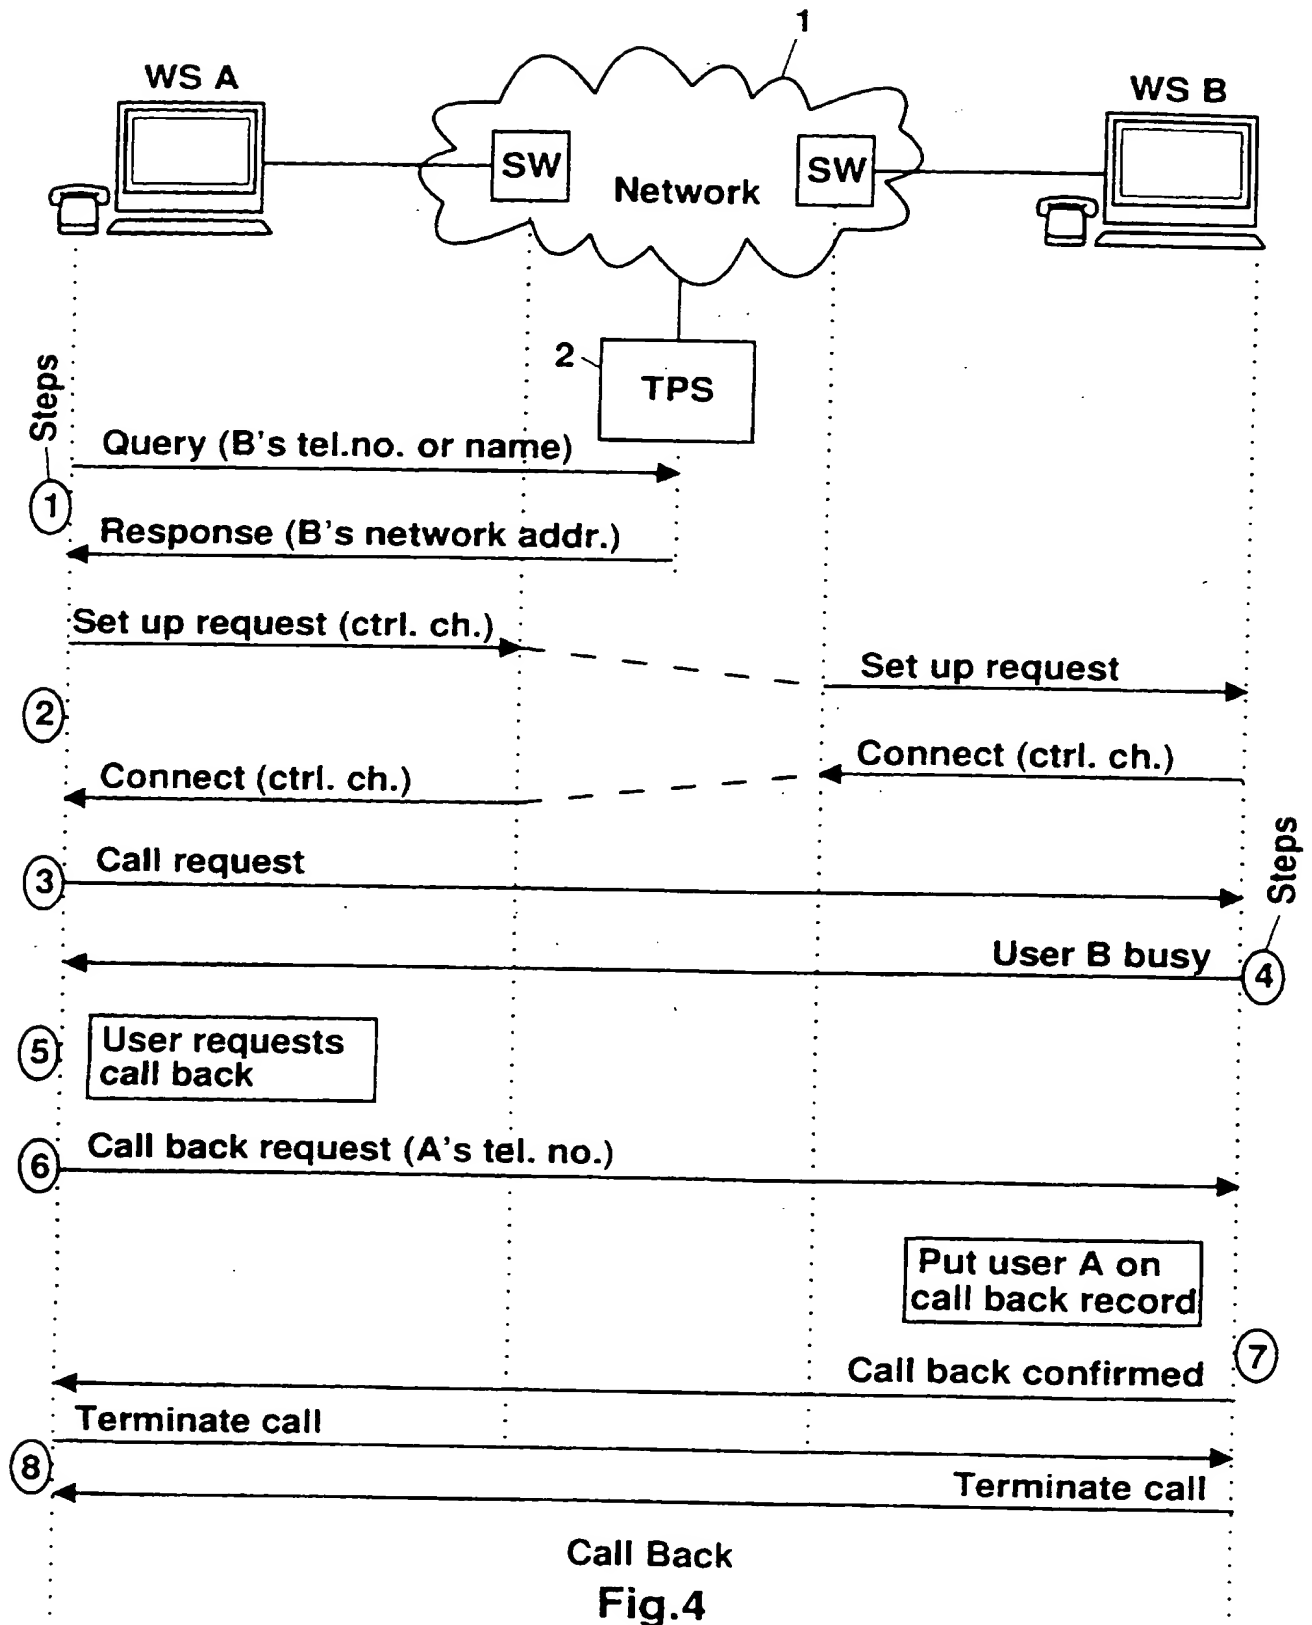 1
WS A
WS B
SW
SW
Network
2
TPS
Steps
Query (B's tel.no. or name)
1
Response (B's network addr.)
Set up request (ctrl. ch.)
Set up request
2
Connect (ctrl. ch.)
Connect (ctrl. ch.)
Steps
Call request
3
User B busy
4
5
User requests
call back
Call back request (A's tel. no.)
6
Put user A on
call back record
7
Call back confirmed
Terminate call
8
Terminate call
Call Back
Fig.4